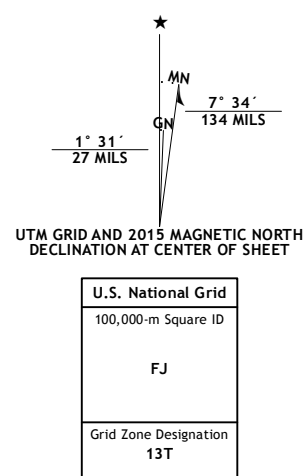 ★
MN
7° 34´
134 MILS
GN
1° 31´
27 MILS
UTM GRID AND 2015 MAGNETIC NORTH
DECLINATION AT CENTER OF SHEET
U.S. National Grid
100,000-m Square ID
FJ
Grid Zone Designation
13T